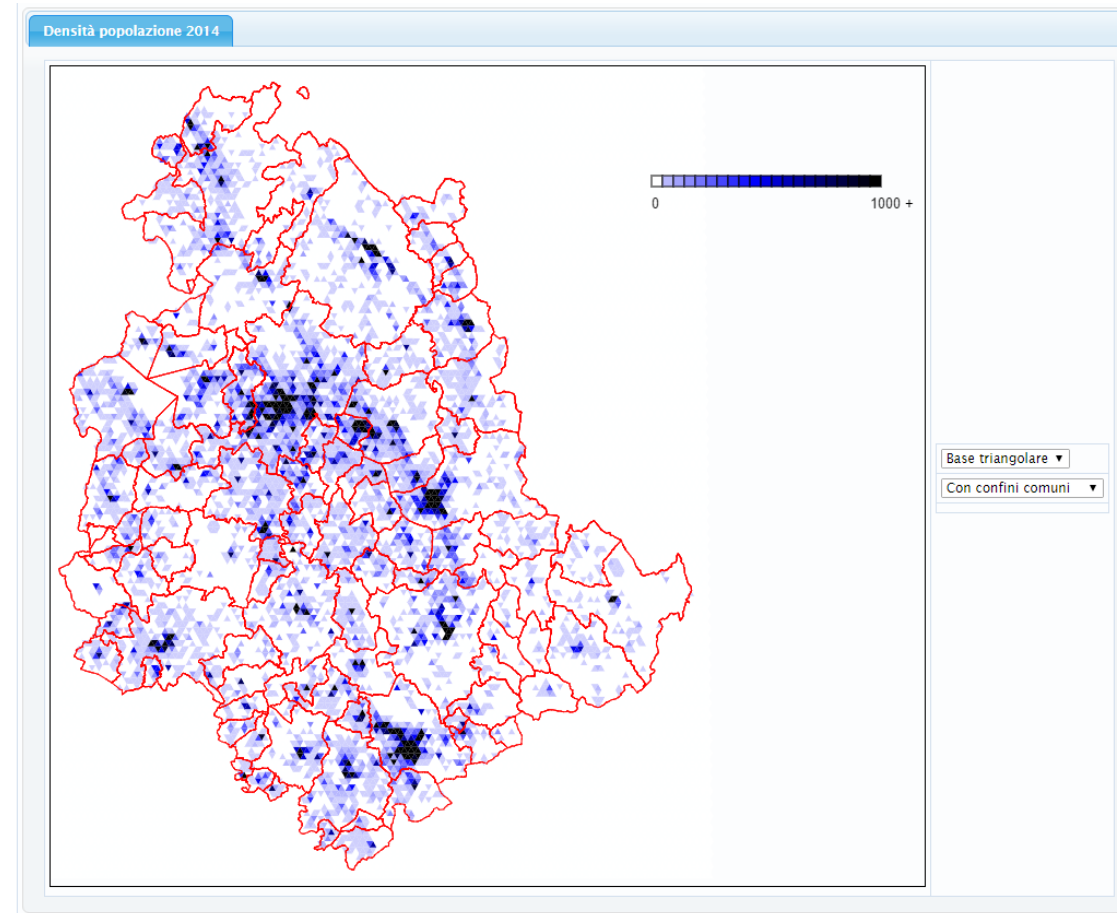 Densità popolazione 2014
0 1000 +
Base triangolare ▼
Con confini comuni ▼